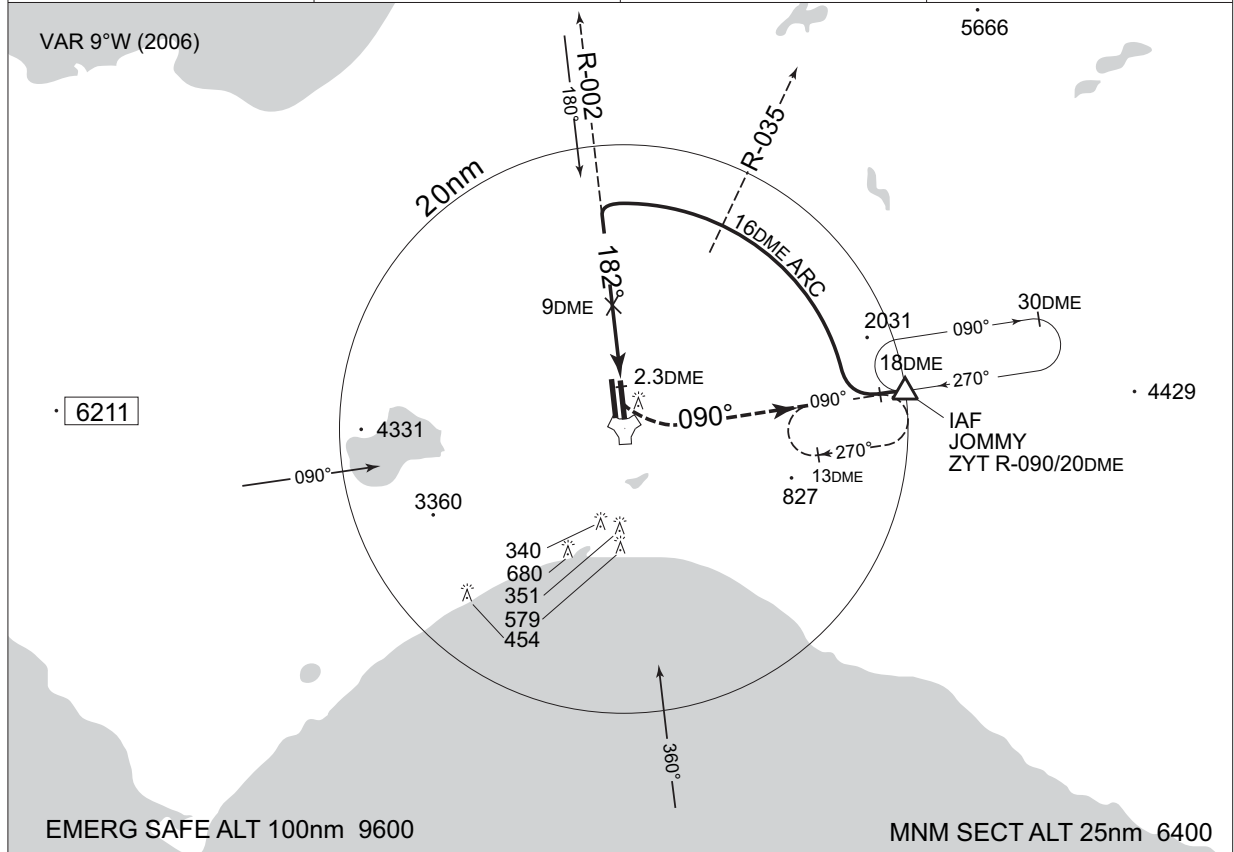 5666
VAR 9°W (2006)
R-002
180°
R-035
20nm
16DME ARC
182°
9DME
30DME
090°
2031
18DME
270°
2.3DME
4429
6211
090°
090°
IAF
JOMMY
ZYT R-090/20DME
4331
270°
13DME
090°
827
3360
340
680
351
579
454
360°
EMERG SAFE ALT 100nm 9600
MNM SECT ALT 25nm 6400